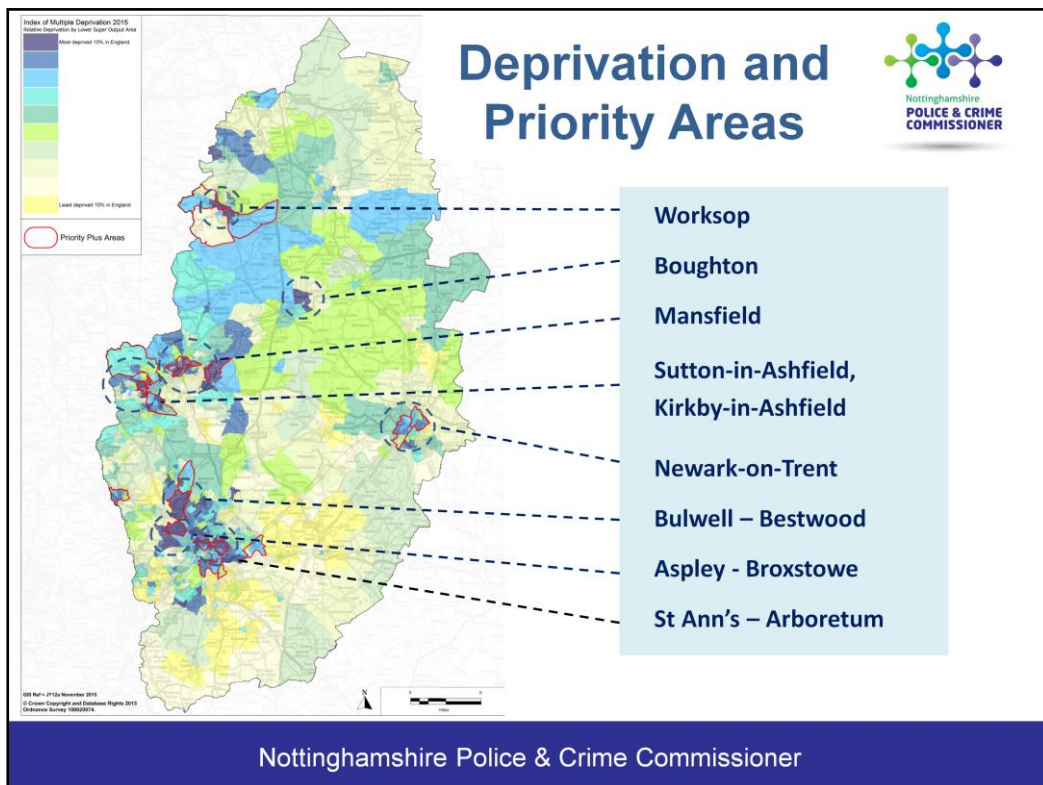 Index of Multiple Deprivation 2015
Relative Deprivation by Lower Super Output Area
Most deprived 10% in England
Least deprived 10% in England
Priority Plus Areas
Deprivation and
Priority Areas
Nottinghamshire
POLICE & CRIME
COMMISSIONER
Worksop
Boughton
Mansfield
Sutton-in-Ashfield,
Kirkby-in-Ashfield
Newark-on-Trent
Bulwell – Bestwood
Aspley - Broxstowe
St Ann’s – Arboretum
GIS Ref = JY12a November 2015
© Crown Copyright and Database Rights 2015
Ordnance Survey 100020074.
N
0
miles
Nottinghamshire Police & Crime Commissioner